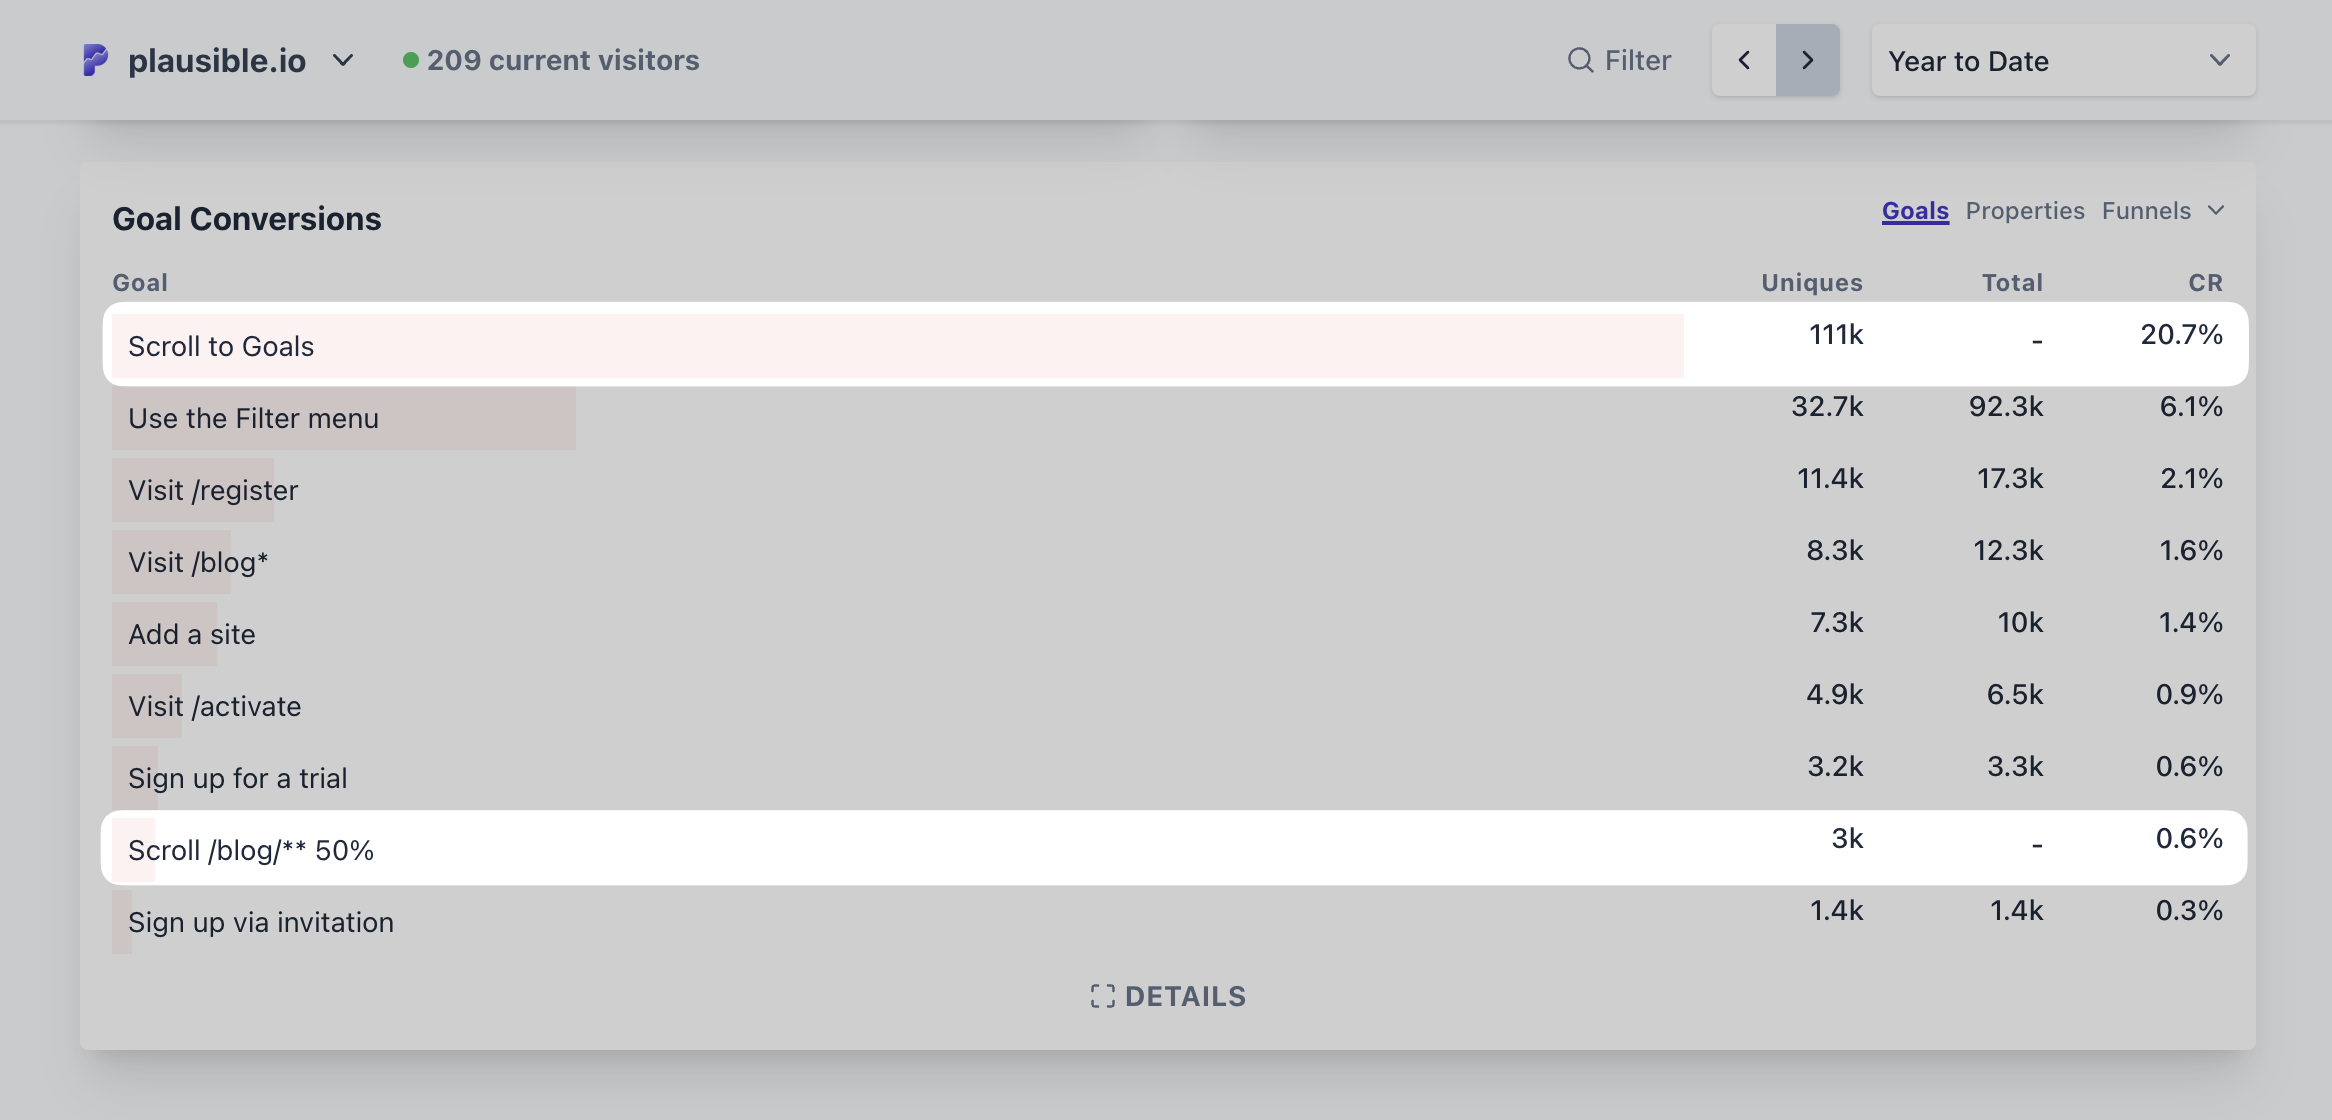 plausible.io 209 current visitors Filter Year to Date
Goal Conversions Goals Properties Funnels
Goal Uniques Total CR
Scroll to Goals 111k - 20.7%
Use the Filter menu 32.7k 92.3k 6.1%
Visit /register 11.4k 17.3k 2.1%
Visit /blog* 8.3k 12.3k 1.6%
Add a site 7.3k 10k 1.4%
Visit /activate 4.9k 6.5k 0.9%
Sign up for a trial 3.2k 3.3k 0.6%
Scroll /blog/** 50% 3k - 0.6%
Sign up via invitation 1.4k 1.4k 0.3%
DETAILS